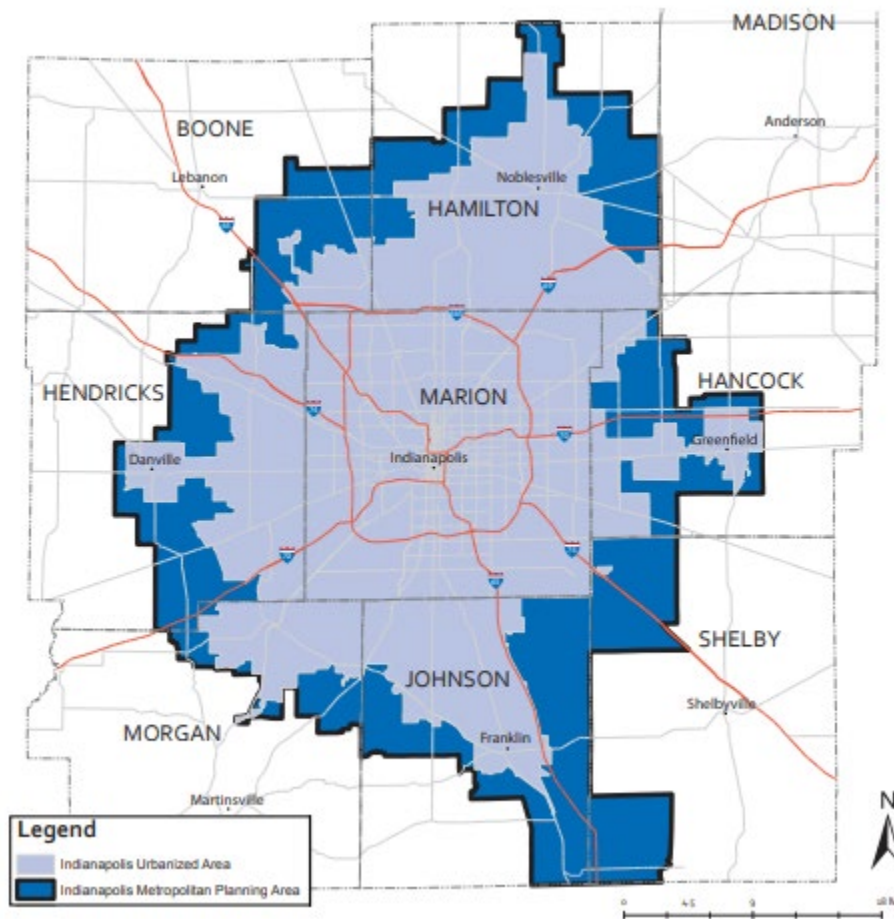 MADISON
BOONE
Anderson
Lebanon
Noblesville
HAMILTON
HENDRICKS
MARION
HANCOCK
Danville
Indianapolis
Greenfield
SHELBY
JOHNSON
MORGAN
Shelbyville
Franklin
Martinsville
N
Legend
Indianapolis Urbanized Area
Indianapolis Metropolitan Planning Area
0 4.5 9